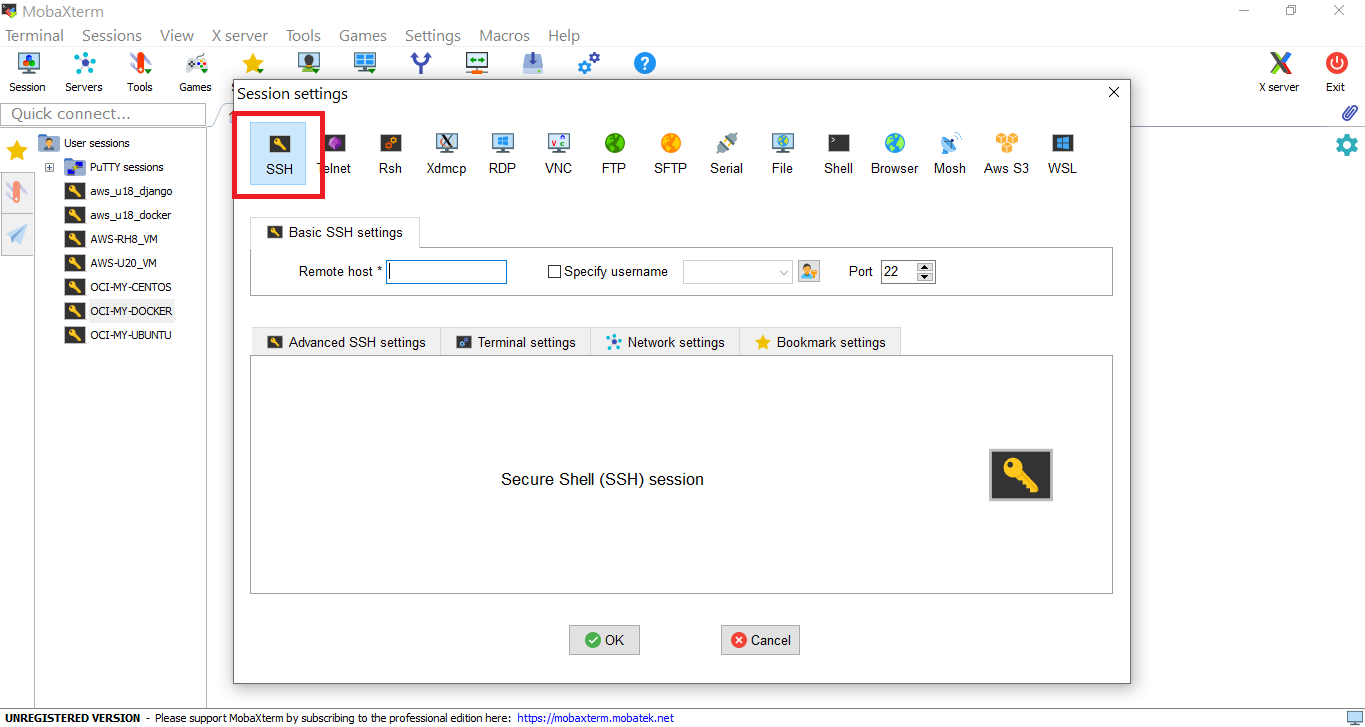 MobaXterm
Terminal Sessions View X server Tools Games Settings Macros Help
Session Servers Tools Games X server Exit
Session settings
Quick connect...
SSH Telnet Rsh Xdmcp RDP VNC FTP SFTP Serial File Shell Browser Mosh Aws S3 WSL
User sessions
PuTTY sessions
aws_u18_django
aws_u18_docker
AWS-RH8_VM
AWS-U20_VM
OCI-MY-CENTOS
OCI-MY-DOCKER
OCI-MY-UBUNTU
Basic SSH settings
Remote host * Specify username Port 22
Advanced SSH settings Terminal settings Network settings Bookmark settings
Secure Shell (SSH) session
OK Cancel
UNREGISTERED VERSION - Please support MobaXterm by subscribing to the professional edition here: https://mobaxterm.mobatek.net